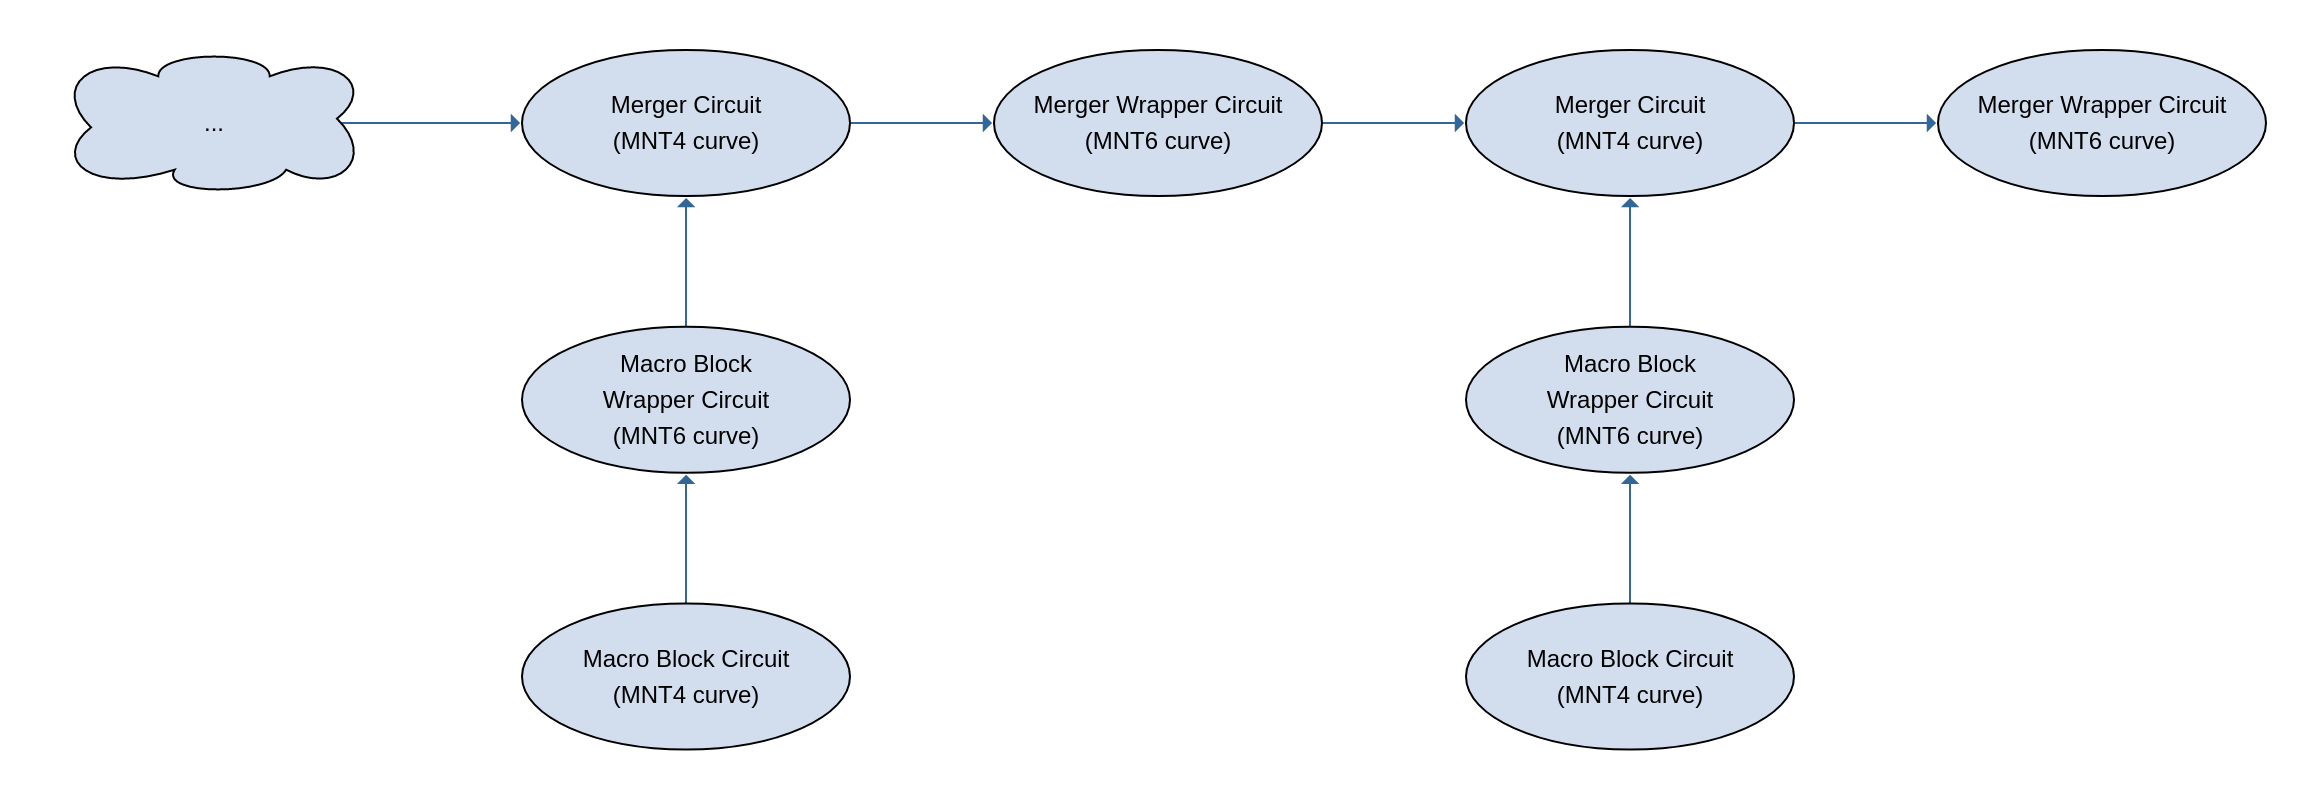 ...
Merger Circuit
(MNT4 curve)
Merger Wrapper Circuit
(MNT6 curve)
Merger Circuit
(MNT4 curve)
Merger Wrapper Circuit
(MNT6 curve)
Macro Block
Wrapper Circuit
(MNT6 curve)
Macro Block
Wrapper Circuit
(MNT6 curve)
Macro Block Circuit
(MNT4 curve)
Macro Block Circuit
(MNT4 curve)